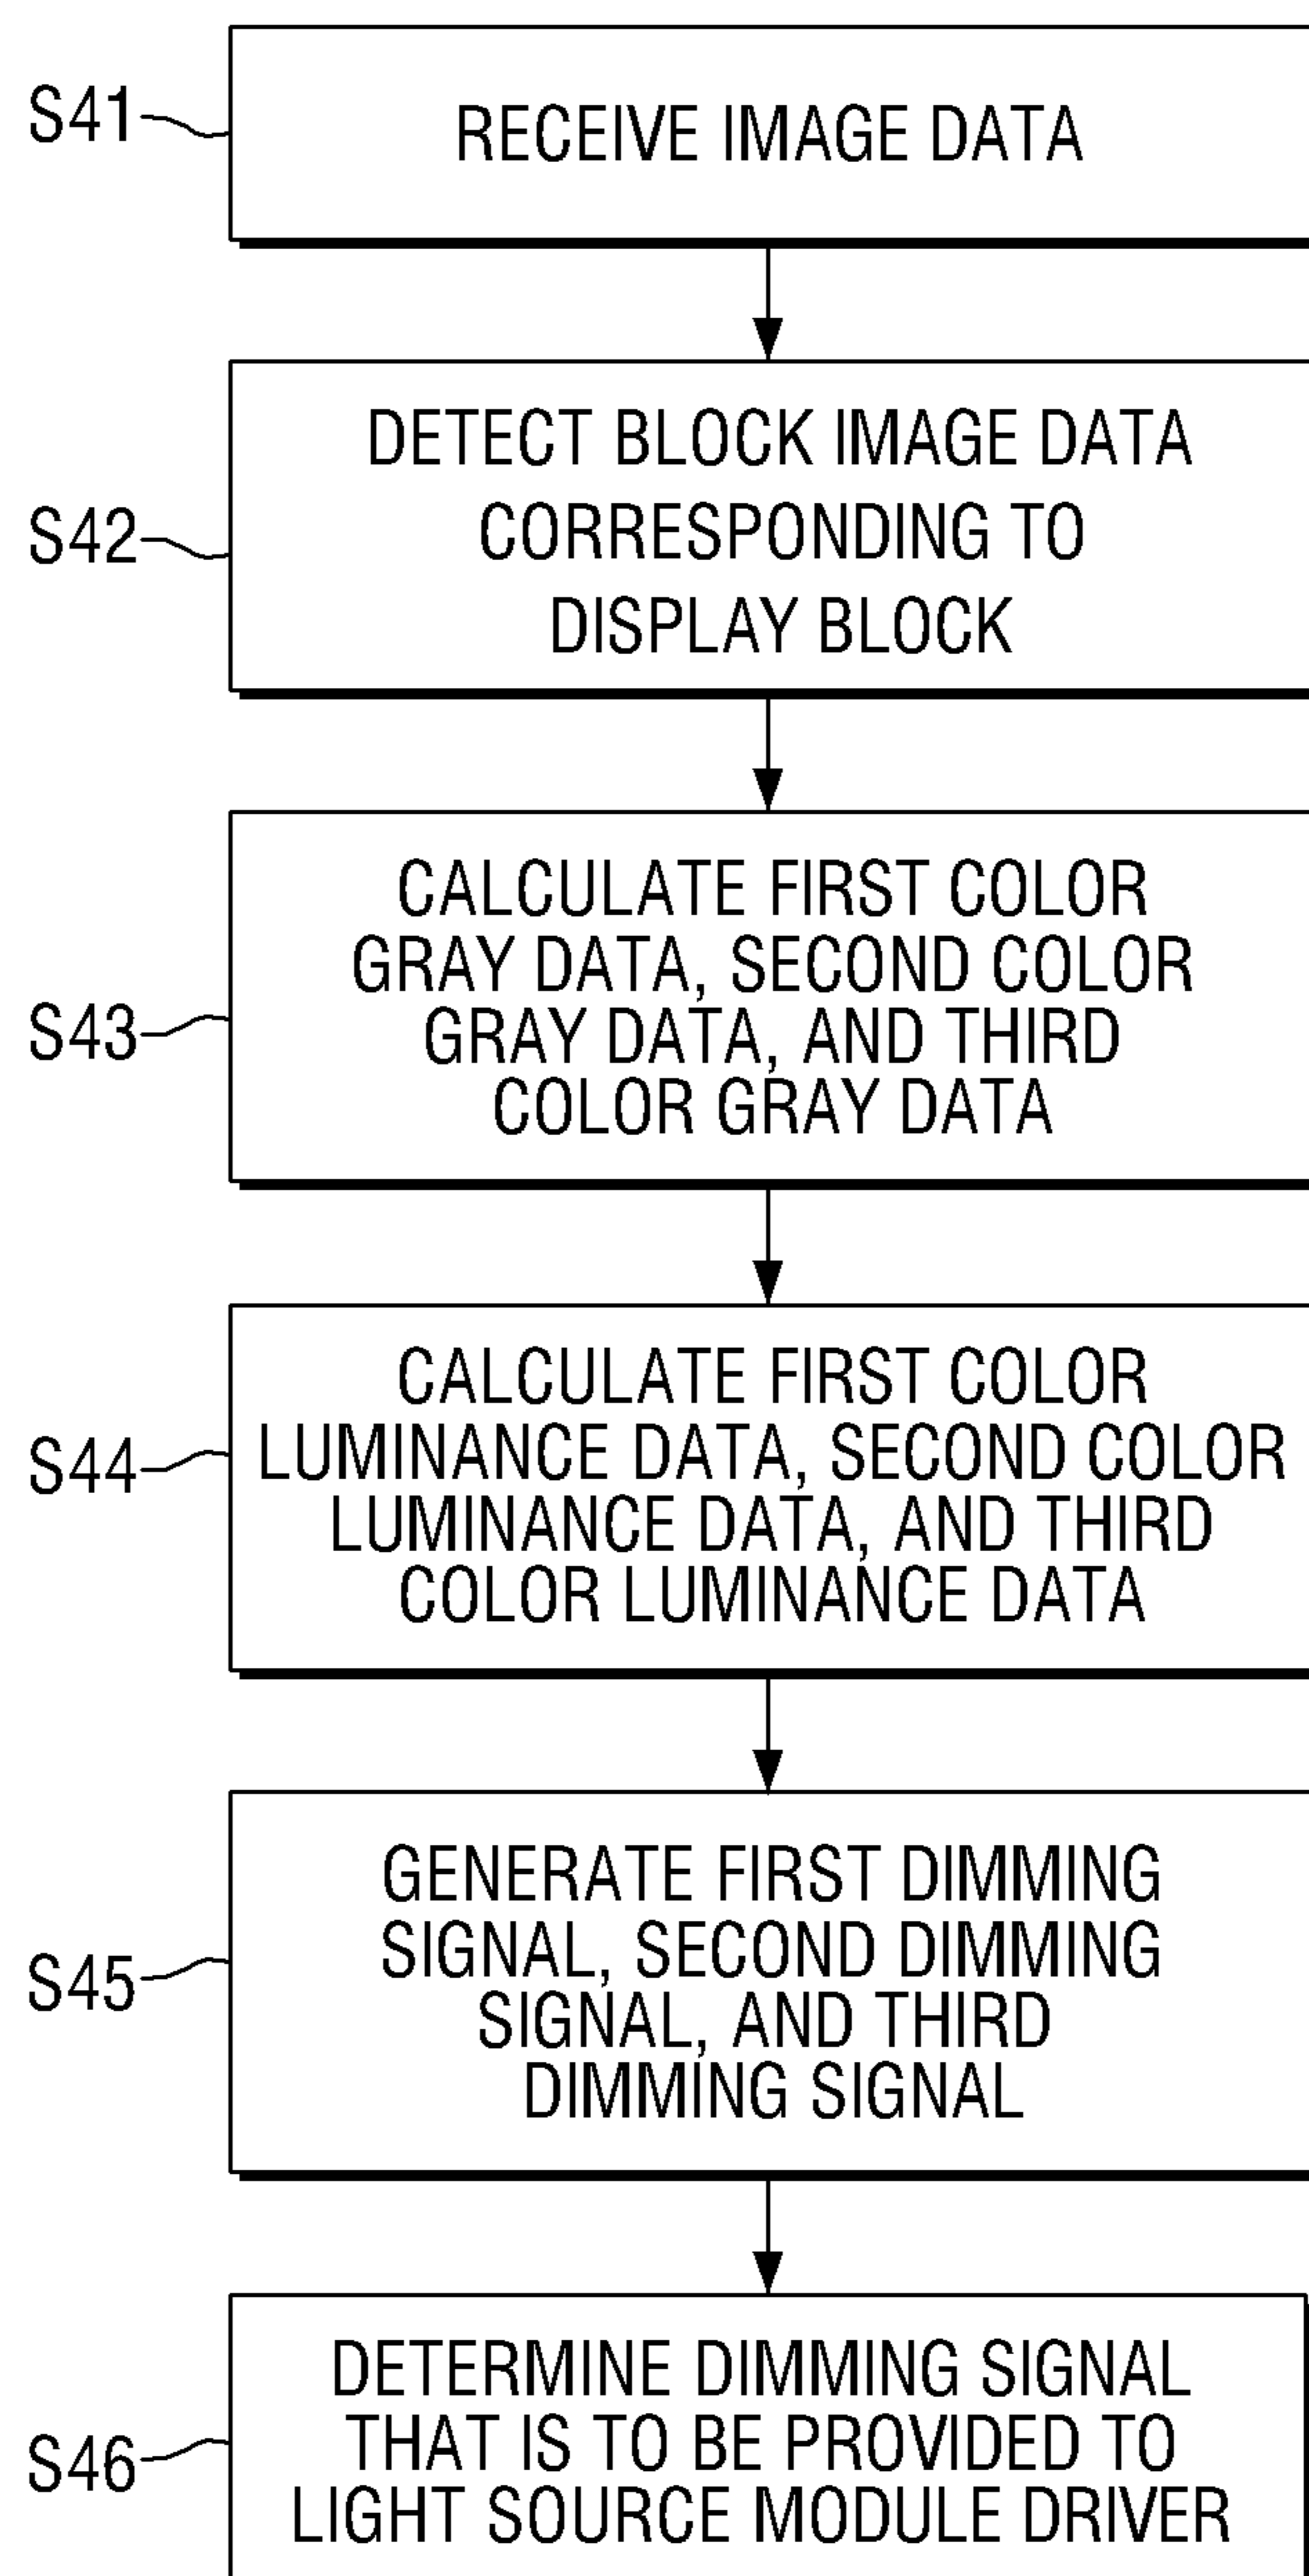 S41
RECEIVE IMAGE DATA
S42
DETECT BLOCK IMAGE DATA
CORRESPONDING TO
DISPLAY BLOCK
S43
CALCULATE FIRST COLOR
GRAY DATA, SECOND COLOR
GRAY DATA, AND THIRD
COLOR GRAY DATA
S44
CALCULATE FIRST COLOR
LUMINANCE DATA, SECOND COLOR
LUMINANCE DATA, AND THIRD
COLOR LUMINANCE DATA
S45
GENERATE FIRST DIMMING
SIGNAL, SECOND DIMMING
SIGNAL, AND THIRD
DIMMING SIGNAL
S46
DETERMINE DIMMING SIGNAL
THAT IS TO BE PROVIDED TO
LIGHT SOURCE MODULE DRIVER